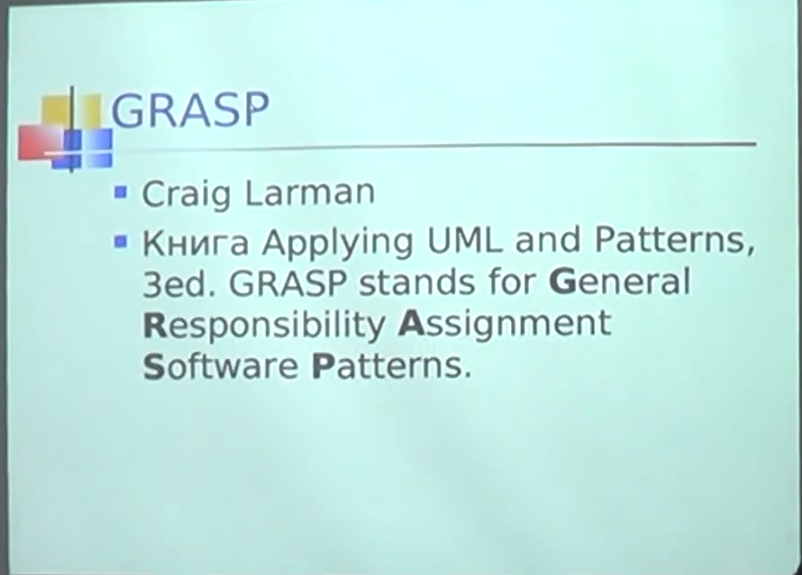 GRASP
Craig Larman
Книга Applying UML and Patterns,
3ed. GRASP stands for General
Responsibility Assignment
Software Patterns.